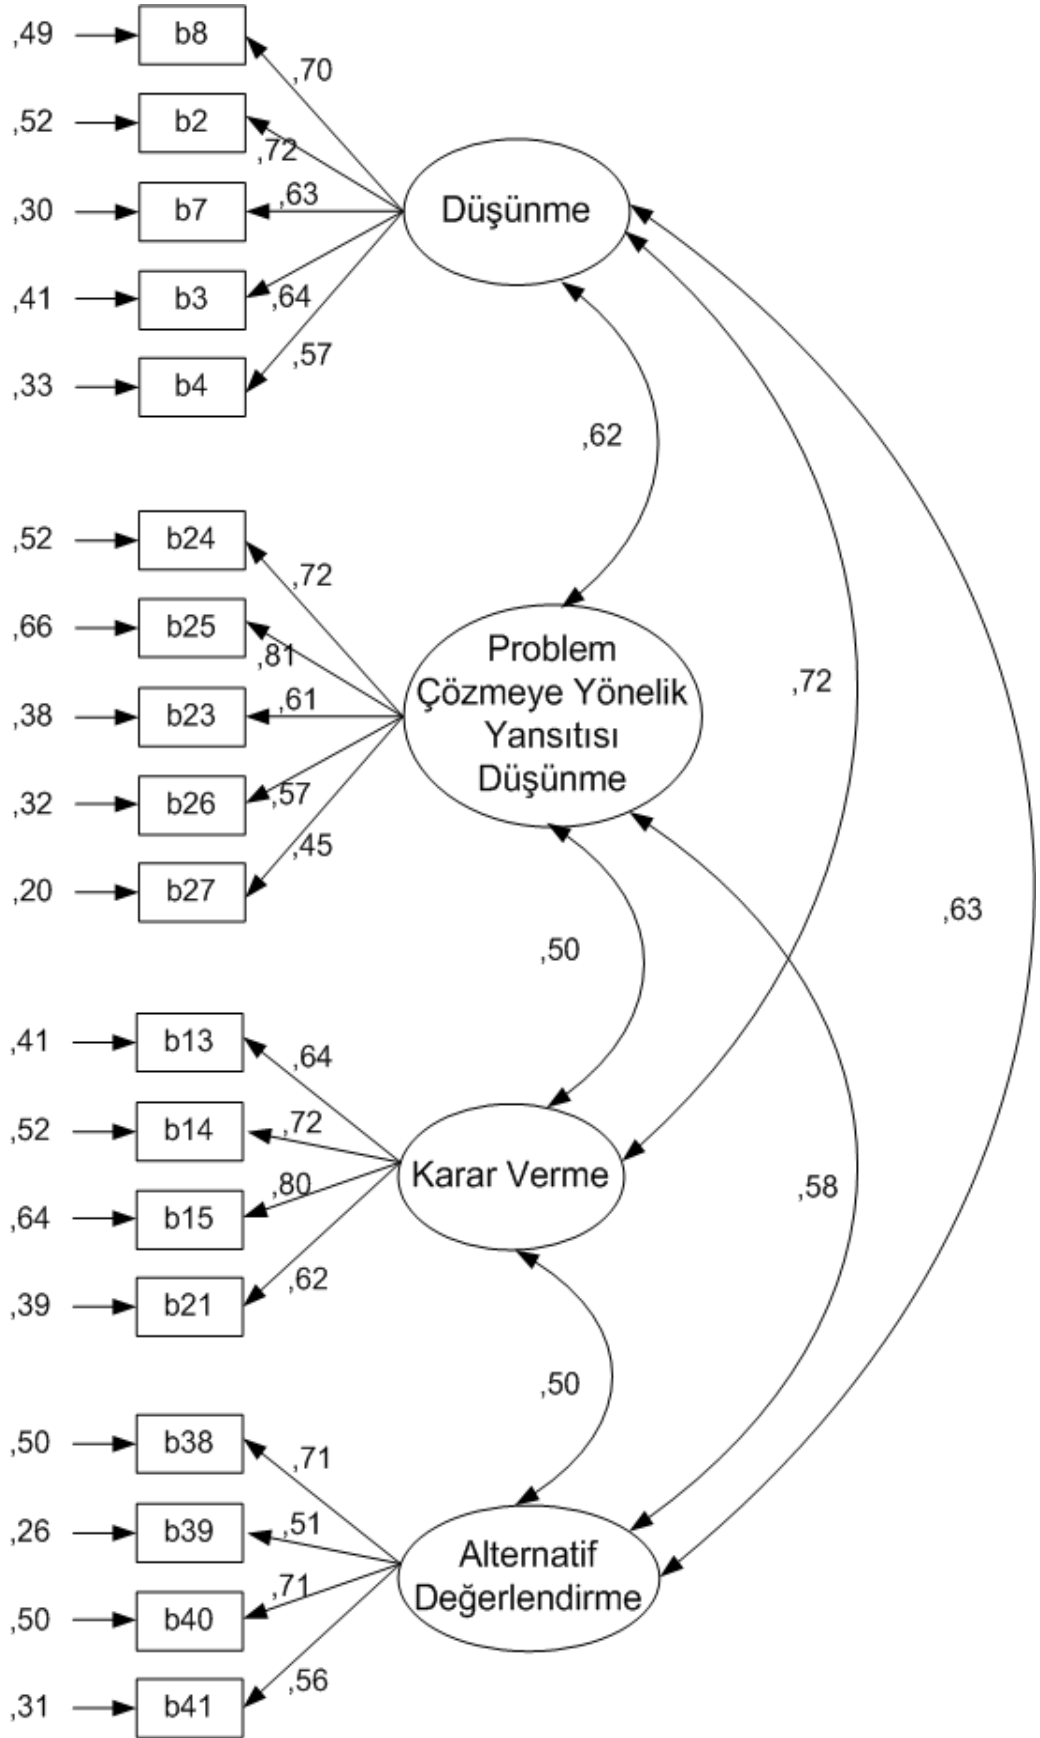 ,49
b8
,70
,52
b2
,72
,30
b7
,63
Düşünme
,41
b3
,64
,33
b4
,57
,62
,52
b24
,72
,66
b25
,81
,38
b23
,61
Problem
Çözmeye Yönelik
Yansıtısı
Düşünme
,72
,32
b26
,57
,20
b27
,45
,63
,50
,41
b13
,64
,52
b14
,72
,64
b15
,80
Karar Verme
,58
,39
b21
,62
,50
,50
b38
,71
,26
b39
,51
Alternatif
Değerlendirme
,50
b40
,71
,31
b41
,56